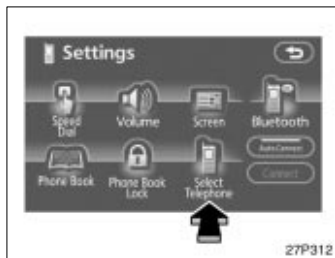 Settings
Speed
Dial
Volume
Screen
Bluetooth
Auto Connect
Connect
Phone Book
Phone Book
Lock
Select
Telephone
27P312